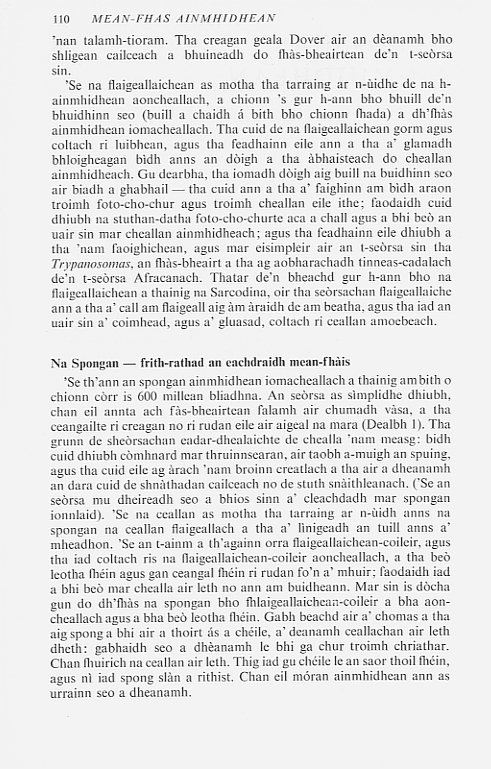 110 MEAN-FHAS AINMHIDHEAN
'nan talamh-tioram. Tha creagan geala Dover air an dèanamh bho
shligean cailceach a bhuineadh do fhàs-bheairtean de'n t-seòrsa
sin.
'Se na flaigeallaichean as motha tha tarraing ar n-ùidhe de na h-
ainmhidhean aoncheallach, a chionn 's gur h-ann bho bhuill de'n
bhuidhinn seo (buill a chaidh á bith bho chionn fhada) a dh'fhàs
ainmhidhean iomacheallach. Tha cuid de na flaigeallaichean gorm agus
coltach ri luibhean, agus tha feadhainn eile ann a tha a' glamadh
bhloigheagan bìdh anns an dòigh a tha àbhaisteach do cheallan
ainmhidheach. Gu dearbha, tha iomadh dòigh aig buill na buidhinn seo
air biadh a ghabhail — tha cuid ann a tha a' faighinn am bìdh araon
troimh foto-cho-chur agus troimh cheallan eile ithe; faodaidh cuid
dhiubh na stuthan-datha foto-cho-churte aca a chall agus a bhi beò an
uair sin mar cheallan ainmhidheach; agus tha feadhainn eile dhiubh a
tha 'nam faoighichean, agus mar eisimpleir air an t-seòrsa sin tha
Trypanosomas, an fhàs-bheairt a tha ag aobharachadh tinneas-cadalach
de'n t-seòrsa Afracanach. Thatar de'n bheachd gur h-ann bho na
flaigeallaichean a thainig na Sarcodina, oir tha seòrsachan flaigeallaiche
ann a tha a' call am flaigeall aig àm àraidh de am beatha, agus tha iad an
uair sin a' coimhead, agus a' gluasad, coltach ri ceallan amoebeach.
Na Spongan — frith-rathad an eachdraidh mean-fhàis
'Se th'ann an spongan ainmhidhean iomacheallach a thainig am bith o
chionn còrr is 600 millean bliadhna. An seòrsa as sìmplidhe dhiubh,
chan eil annta ach fàs-bheirtean falamh air chumadh vàsa, a tha
ceangailte ri creagan no ri rudan eile air aigeal na mara (Dealbh 1). Tha
grunn de sheòrsachan eadar-dhealaichte de chealla 'nam measg: bidh
cuid dhiubh còmhnard mar thruinnsearan, air taobh a-muigh an spuing,
agus tha cuid eile ag àrach 'nam broinn creatlach a tha air a dheanamh
an dara cuid de shnàthadan cailceach no de stuth snàithleanach. ('Se an
seòrsa mu dheireadh seo a bhios sinn a' cleachdadh mar spongan
ionnlaid). 'Se na ceallan as motha tha tarraing ar n-ùidh anns na
spongan na ceallan flaigeallach a tha a' lìnigeadh an tuill anns a'
mheadhon. 'Se an t-ainm a th'againn orra flaigeallaichean-coileir, agus
tha iad coltach ris na flaigeallaichean-coileir aoncheallach, a tha beò
leotha fhéin agus gan ceangal fhéin ri rudan fo'n a' mhuir; faodaidh iad
a bhi beò mar chealla air leth no ann am buidheann. Mar sin is dòcha
gun do dh'fhàs na spongan bho fhlaigeallaichean-coileir a bha aon-
cheallach agus a bha beò leotha fhéin. Gabh beachd air a' chomas a tha
aig spong a bhi air a thoirt ás a chéile, a' deanamh ceallachan air leth
dheth: gabhaidh seo a dhèanamh le bhi ga chur troimh chriathar.
Chan fhuirich na ceallan air leth. Thig iad gu chéile le an saor thoil fhéin,
agus nì iad spong slàn a rithist. Chan eil móran ainmhidhean ann as
urrainn seo a dheanamh.